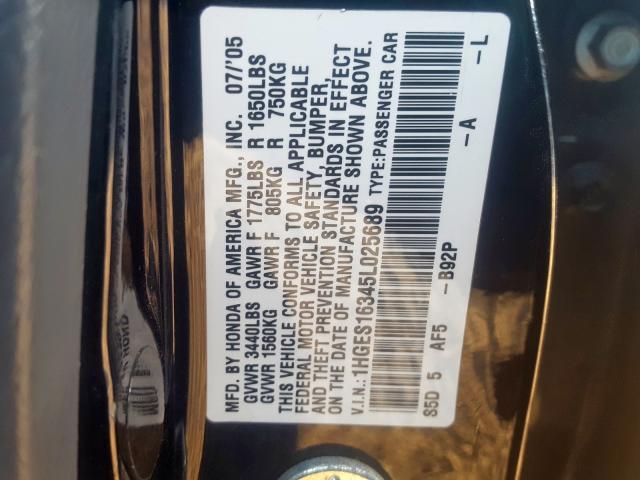 MFD. BY HONDA OF AMERICA MFG., INC. 07/'05
GVWR 3440LBS GAWR F 1775LBS R 1650LBS
GVWR 1560KG GAWR F 805KG R 750KG
THIS VEHICLE CONFORMS TO ALL APPLICABLE
FEDERAL MOTOR VEHICLE SAFETY, BUMPER,
AND THEFT PREVENTION STANDARDS IN EFFECT
ON THE DATE OF MANUFACTURE SHOWN ABOVE.
V.I.N.: 1HGES16345L025689 TYPE:PASSENGER CAR
S5D 5 AF5 -B92P -A -L